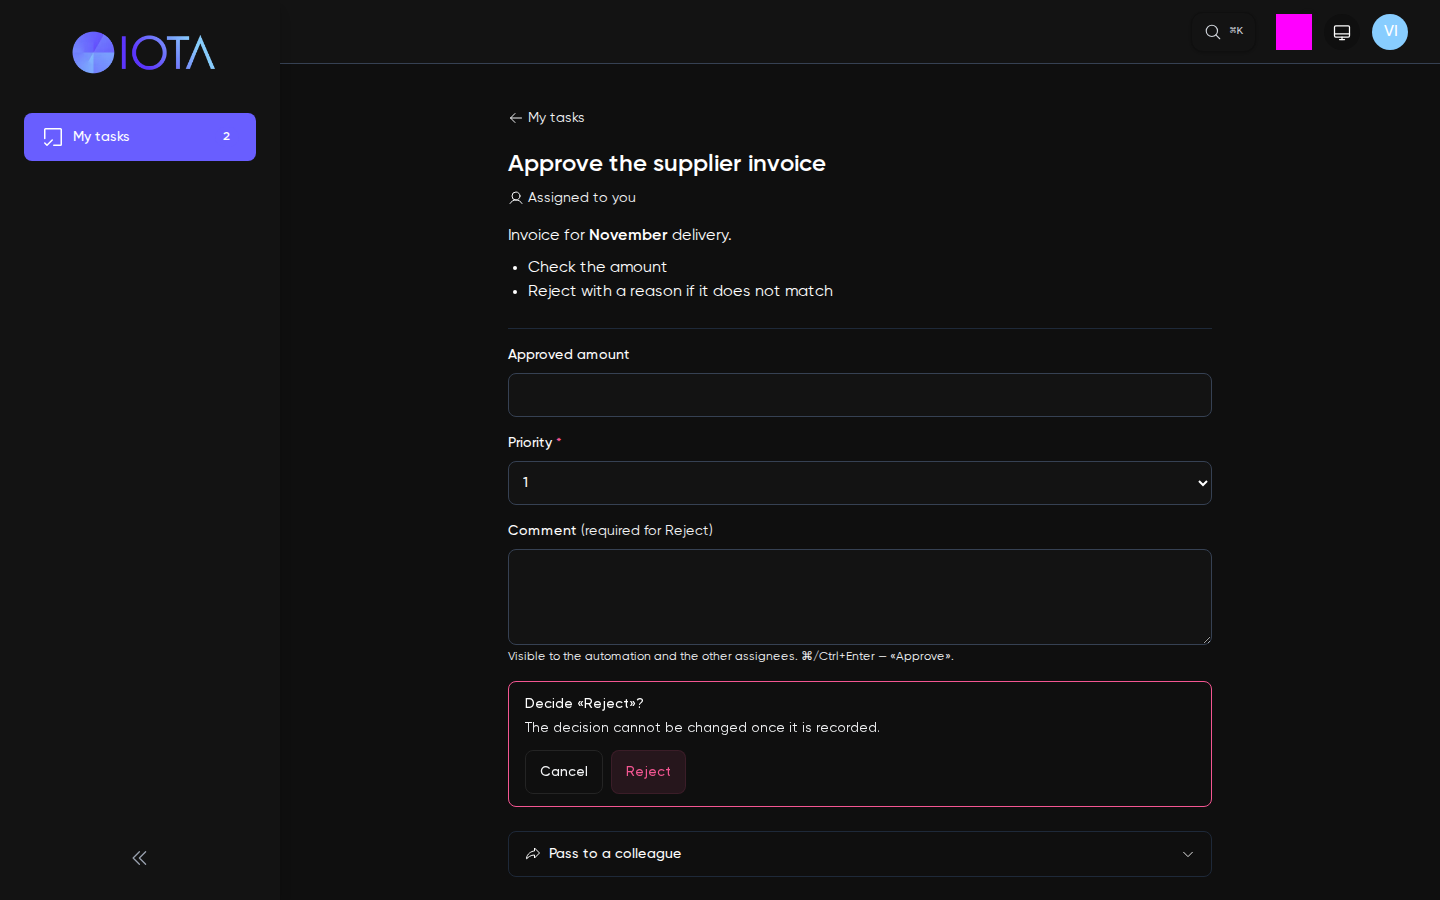 IOTA
⌘K
VI
My tasks
2
My tasks
Approve the supplier invoice
Assigned to you
Invoice for November delivery.
• Check the amount
• Reject with a reason if it does not match
Approved amount
Priority *
1
Comment (required for Reject)
Visible to the automation and the other assignees. ⌘/Ctrl+Enter — «Approve».
Decide «Reject»?
The decision cannot be changed once it is recorded.
Cancel
Reject
Pass to a colleague